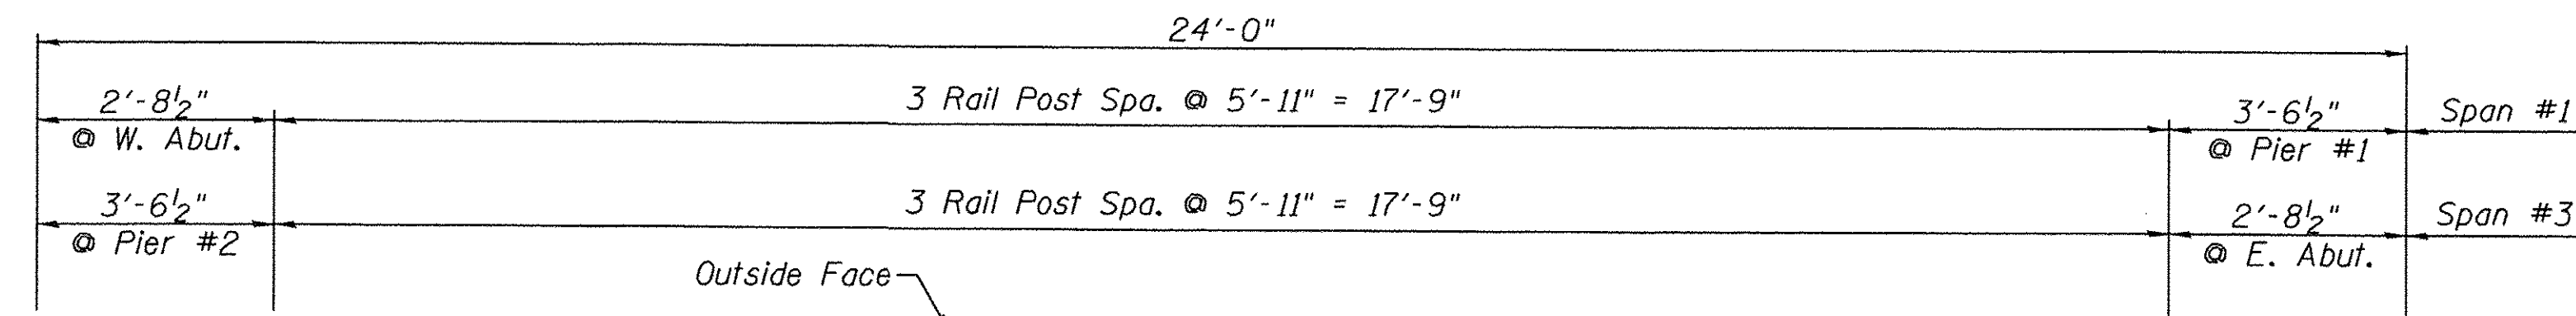 24'-0"
2'-8½" 3 Rail Post Spa. @ 5'-11" = 17'-9" 3'-6½" Span #1
@ W. Abut. @ Pier #1
3'-6½" 3 Rail Post Spa. @ 5'-11" = 17'-9" 2'-8½" Span #3
@ Pier #2 @ E. Abut.
Outside Face